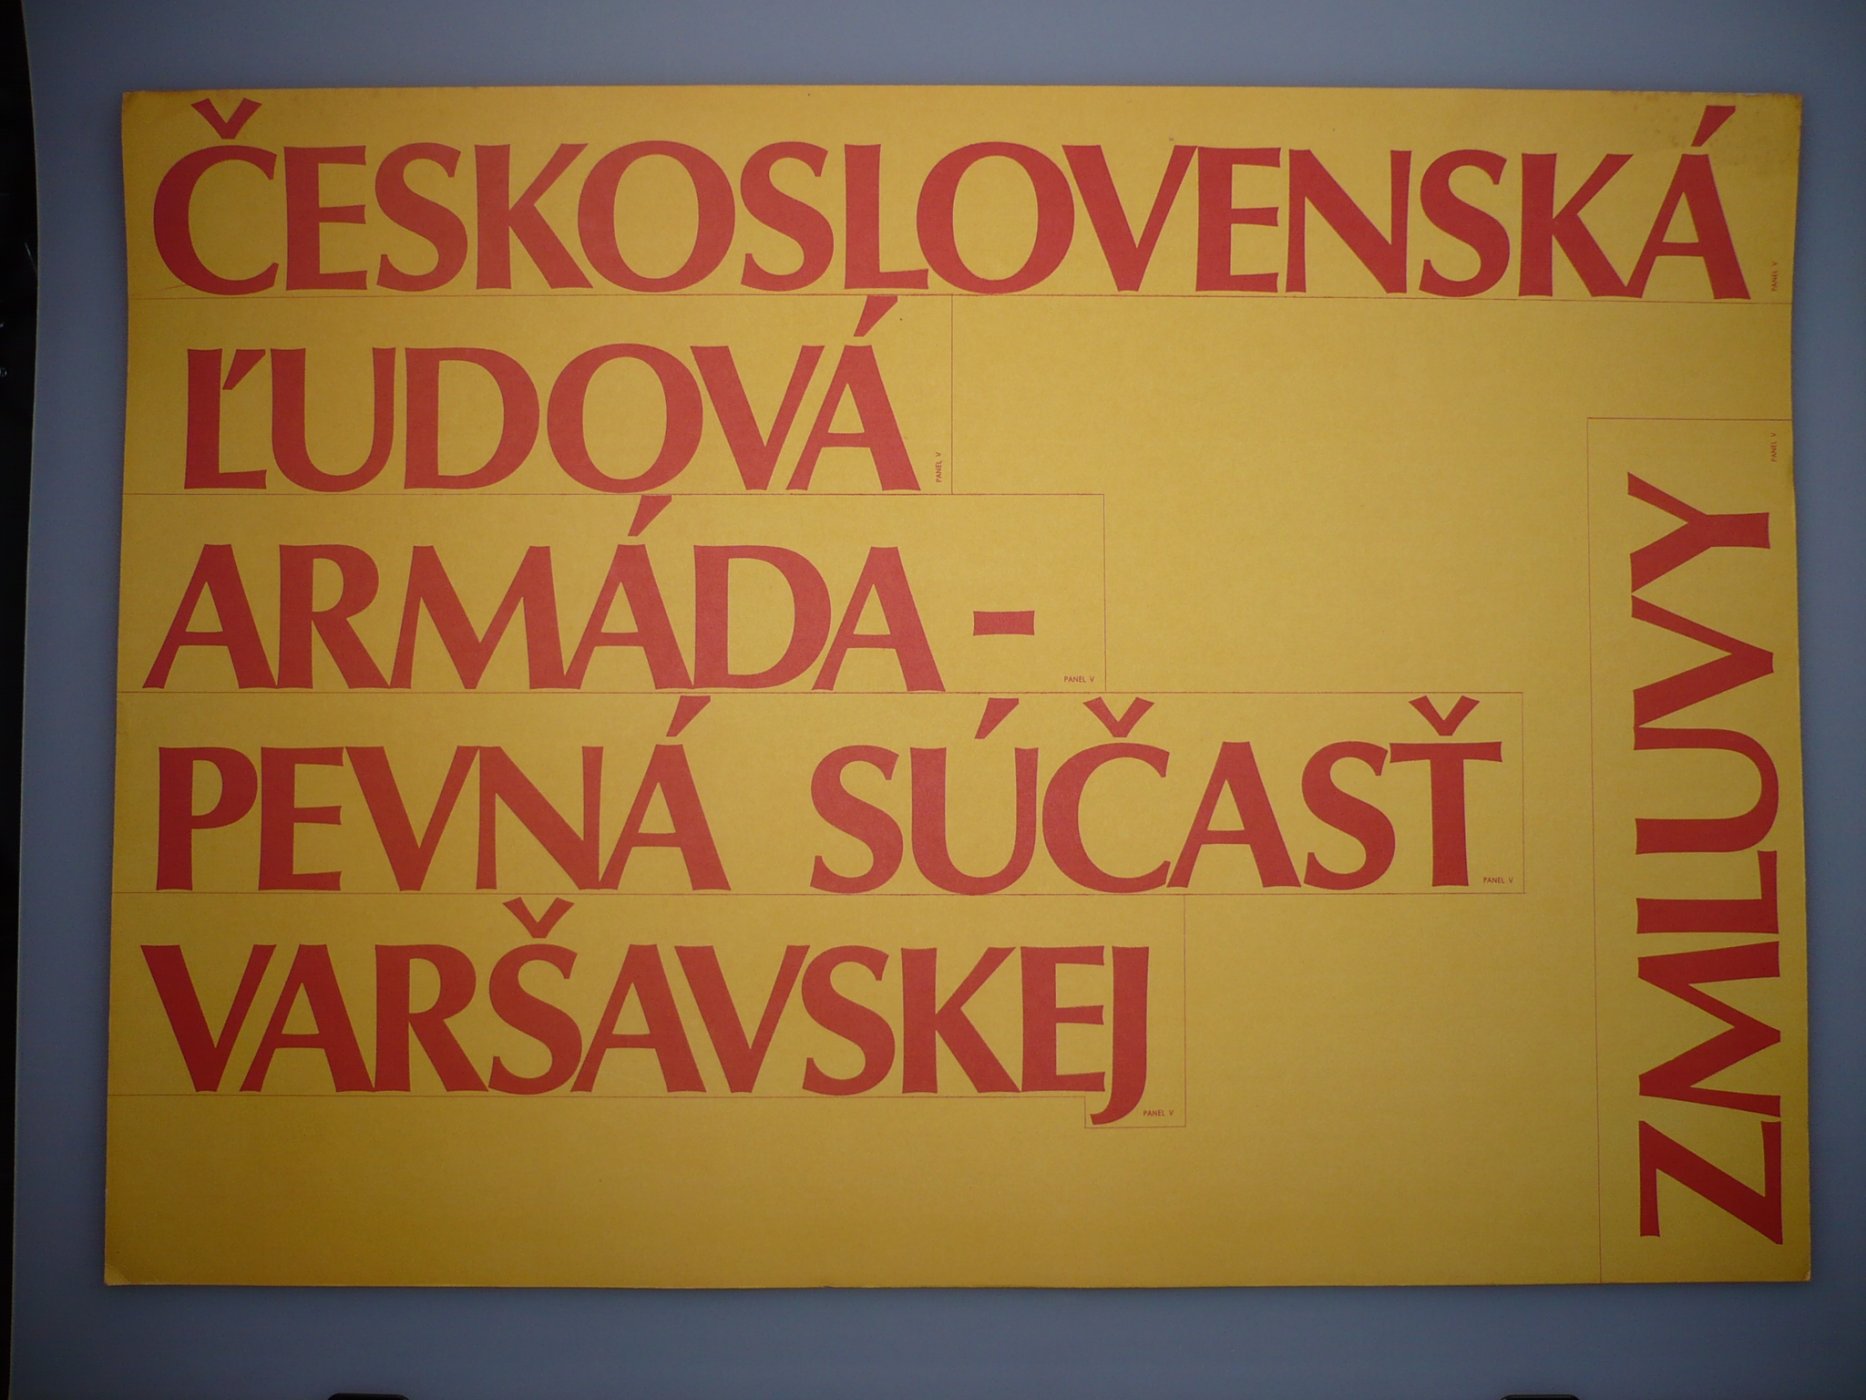 ČESKOSLOVENSKÁ
PANEL V
ĽUDOVÁ
PANEL V
ARMÁDA -
PANEL V
PEVNÁ SÚČASŤ
PANEL V
VARŠAVSKEJ
PANEL V
ZMLUVY
PANEL V